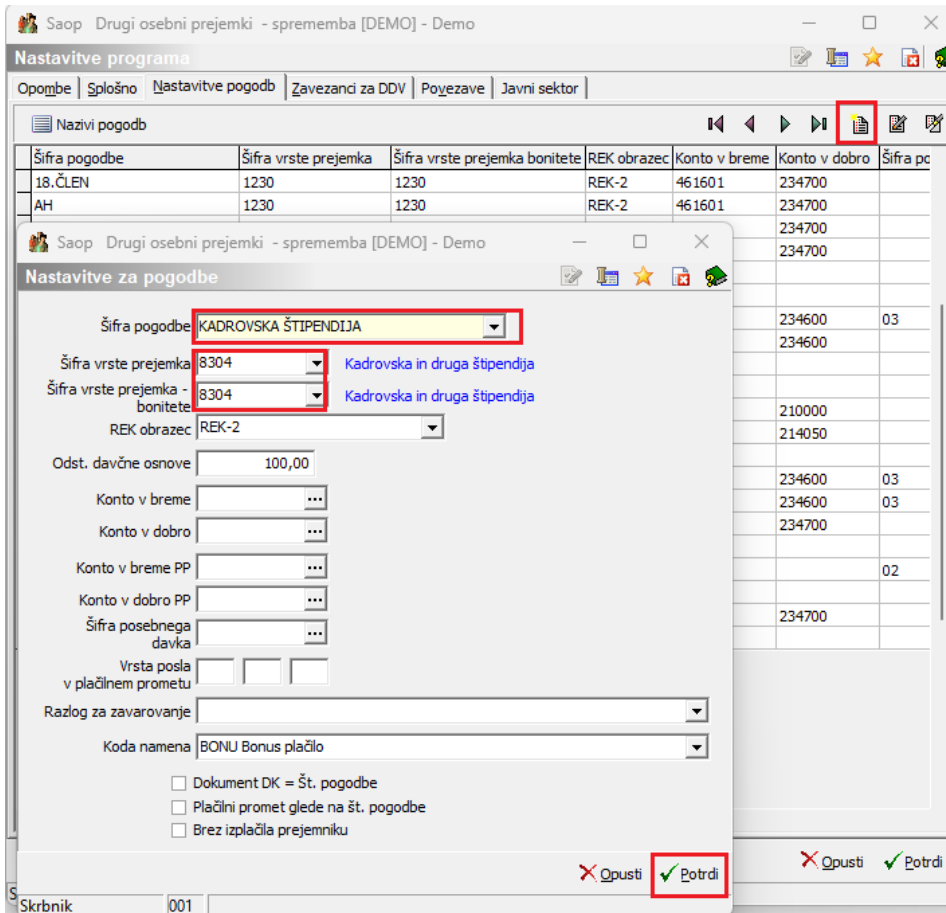 Saop Drugi osebni prejemki - sprememba [DEMO] - Demo
Nastavitve programa
Opombe Splošno Nastavitve pogodb Zavezanci za DDV Povezave Javni sektor
Nazivi pogodb
Šifra pogodbe Šifra vrste prejemka Šifra vrste prejemka bonitete REK obrazec Konto v breme Konto v dobro Šifra po
18.ČLEN 1230 1230 REK-2 461601 234700
AH 1230 1230 REK-2 461601 234700
234700
234700
234600 03
234600
210000
214050
234600 03
234600 03
234700
02
234700
Saop Drugi osebni prejemki - sprememba [DEMO] - Demo
Nastavitve za pogodbe
Šifra pogodbe KADROVSKA ŠTIPENDIJA
Šifra vrste prejemka 8304 Kadrovska in druga štipendija
Šifra vrste prejemka -
bonitete 8304 Kadrovska in druga štipendija
REK obrazec REK-2
Odst. davčne osnove 100,00
Konto v breme
Konto v dobro
Konto v breme PP
Konto v dobro PP
Šifra posebnega
davka
Vrsta posla
v plačilnem prometu
Razlog za zavarovanje
Koda namena BONU Bonus plačilo
Dokument DK = Št. pogodbe
Plačilni promet glede na št. pogodbe
Brez izplačila prejemniku
Opusti Potrdi
Opusti Potrdi
Skrbnik 001